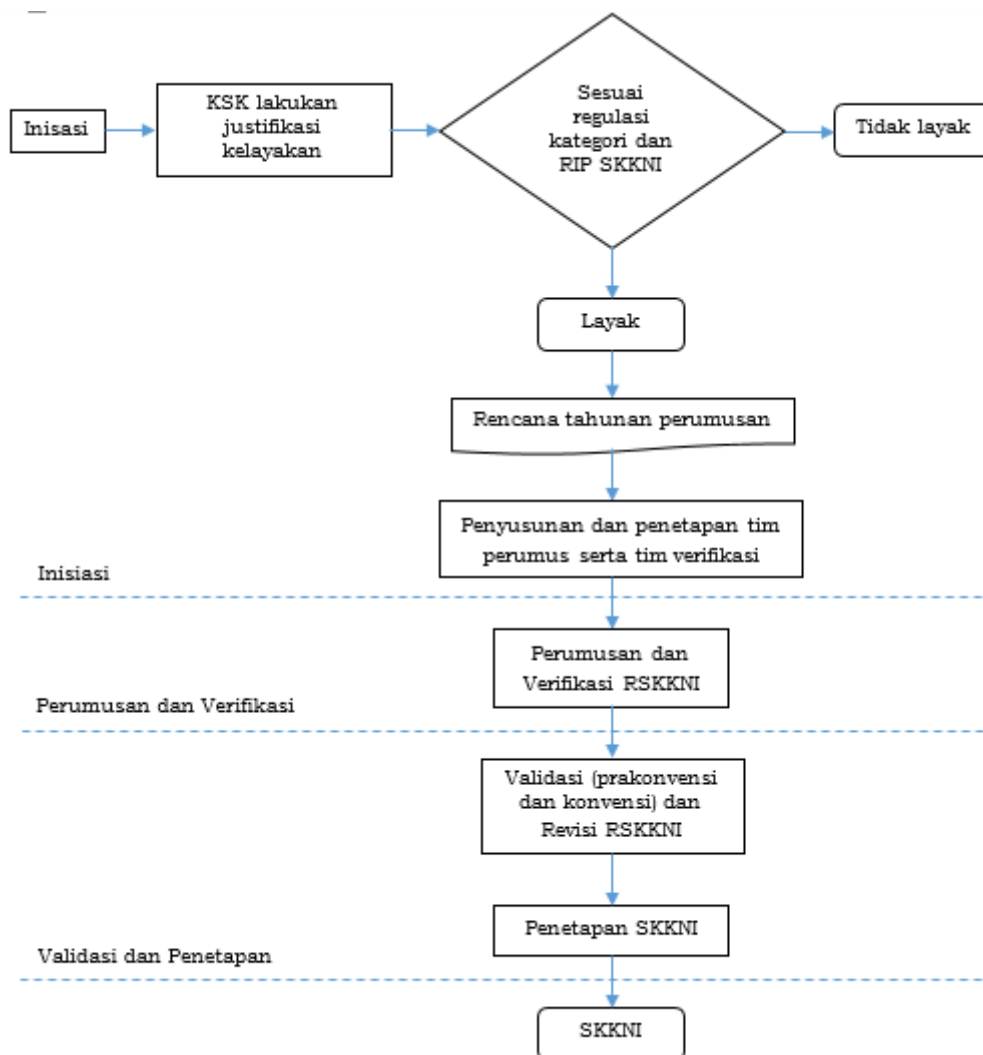 Inisasi
KSK lakukan
justifikasi
kelayakan
Sesuai
regulasi
kategori dan
RIP SKKNI
Tidak layak
Layak
Rencana tahunan perumusan
Penyusunan dan penetapan tim
perumus serta tim verifikasi
Inisiasi
Perumusan dan
Verifikasi RSKKNI
Perumusan dan Verifikasi
Validasi (prakonvensi
dan konvensi) dan
Revisi RSKKNI
Penetapan SKKNI
Validasi dan Penetapan
SKKNI